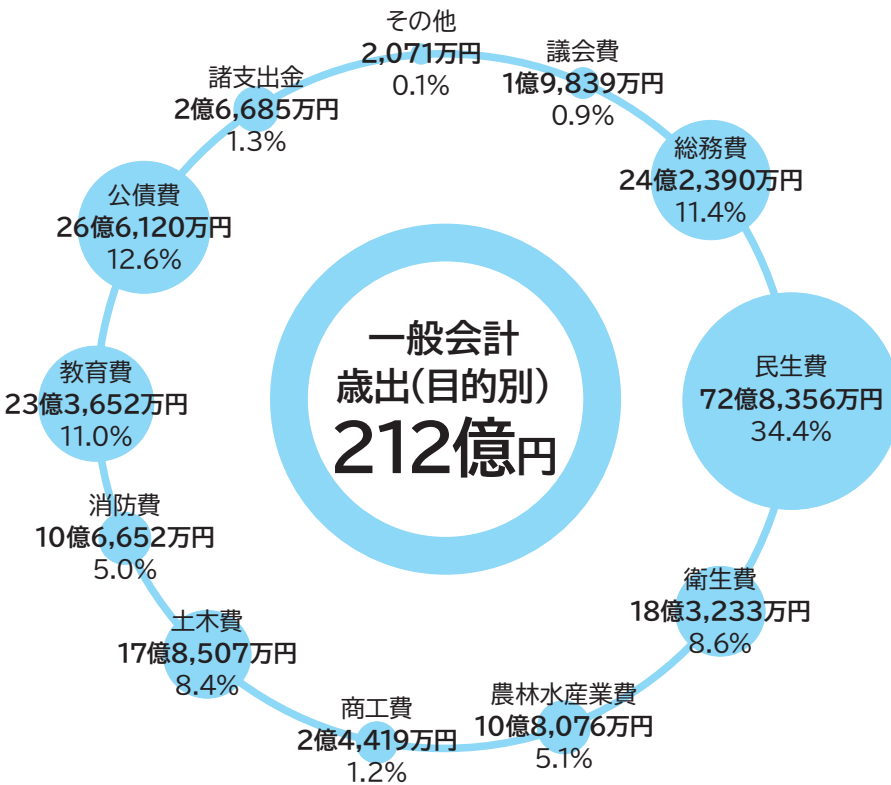 一般会計
歳出(目的別)
212億円
議会費
1億9,839万円
0.9%
総務費
24億2,390万円
11.4%
民生費
72億8,356万円
34.4%
衛生費
18億3,233万円
8.6%
農林水産業費
10億8,076万円
5.1%
商工費
2億4,419万円
1.2%
土木費
17億8,507万円
8.4%
消防費
10億6,652万円
5.0%
教育費
23億3,652万円
11.0%
公債費
26億6,120万円
12.6%
諸支出金
2億6,685万円
1.3%
その他
2,071万円
0.1%